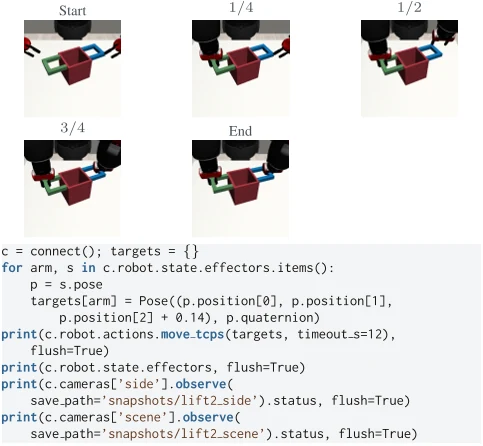 Start
1/4
1/2
3/4
End
c = connect(); targets = {}
for arm, s in c.robot.state.effectors.items():
    p = s.pose
    targets[arm] = Pose((p.position[0], p.position[1],
        p.position[2] + 0.14), p.quaternion)
print(c.robot.actions.move_tcps(targets, timeout_s=12),
    flush=True)
print(c.robot.state.effectors, flush=True)
print(c.cameras['side'].observe(
    save_path='snapshots/lift2_side').status, flush=True)
print(c.cameras['scene'].observe(
    save_path='snapshots/lift2_scene').status, flush=True)